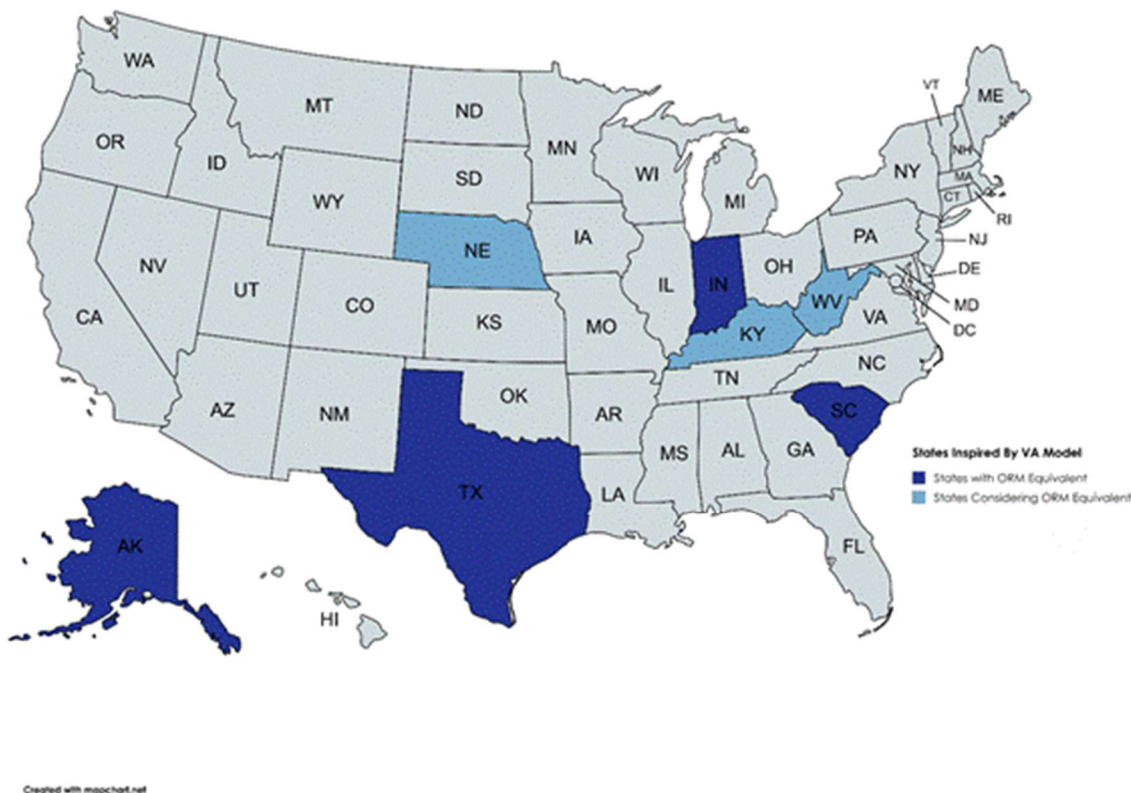 WA
MT
ND
MN
OR
ID
SD
WI
MI
WY
NE
IA
NV
UT
CO
CA
KS
MO
IL
IN
OH
PA
NY
VT
NH
ME
MA
CT
RI
NJ
DE
MD
DC
WV
VA
KY
TN
NC
SC
AZ
NM
OK
AR
MS
AL
GA
TX
LA
FL
AK
HI
States Inspired By VA Model
States with ORM Equivalent
States Considering ORM Equivalent
Created with mapchart.net